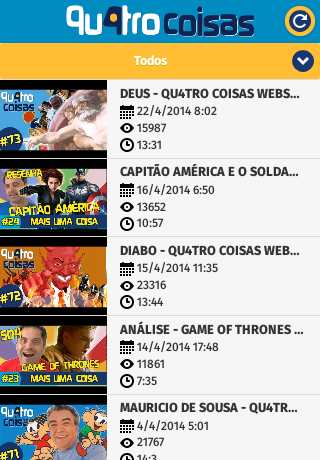 qu4tro coisas
Todos
qu4tro
coisas
#73
DEUS - QU4TRO COISAS WEBS...
22/4/2014 8:02
15987
13:31
RESENHA
CAPITÃO AMÉRICA
#24 MAIS UMA COISA
CAPITÃO AMÉRICA E O SOLDA...
16/4/2014 6:50
13652
10:57
qu4tro
coisas
#72
DIABO - QU4TRO COISAS WEB...
15/4/2014 11:35
23316
13:44
GAME OF THRONES
#23 MAIS UMA COISA
ANÁLISE - GAME OF THRONES ...
14/4/2014 17:48
11861
7:35
qu4tro
coisas
#71
MAURICIO DE SOUSA - QU4TR...
4/4/2014 5:01
21767